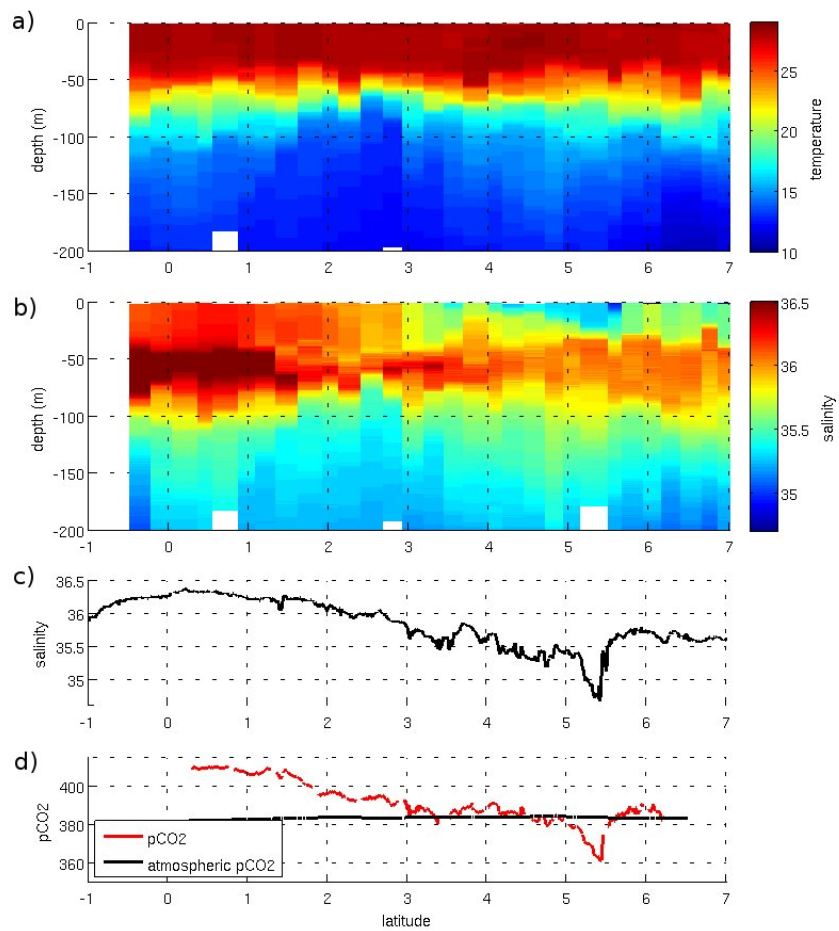 a)
0
-50
-100
-150
-200
depth (m)
-1 0 1 2 3 4 5 6 7
25
20
15
10
temperature
b)
0
-50
-100
-150
-200
depth (m)
-1 0 1 2 3 4 5 6 7
36.5
36
35.5
35
salinity
c)
36.5
36
35.5
35
salinity
-1 0 1 2 3 4 5 6 7
d)
400
380
360
pCO2
pCO2
atmospheric pCO2
-1 0 1 2 3 4 5 6 7
latitude